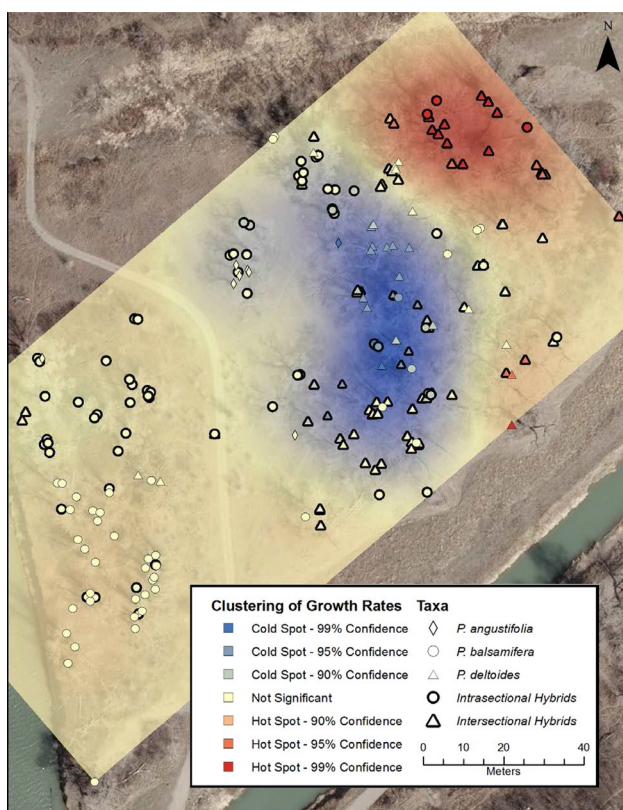 N
Clustering of Growth Rates Taxa
Cold Spot - 99% Confidence P. angustifolia
Cold Spot - 95% Confidence P. balsamifera
Cold Spot - 90% Confidence P. deltoides
Not Significant Intrasectional Hybrids
Hot Spot - 90% Confidence Intersectional Hybrids
Hot Spot - 95% Confidence 0 20 40
Hot Spot - 99% Confidence Meters